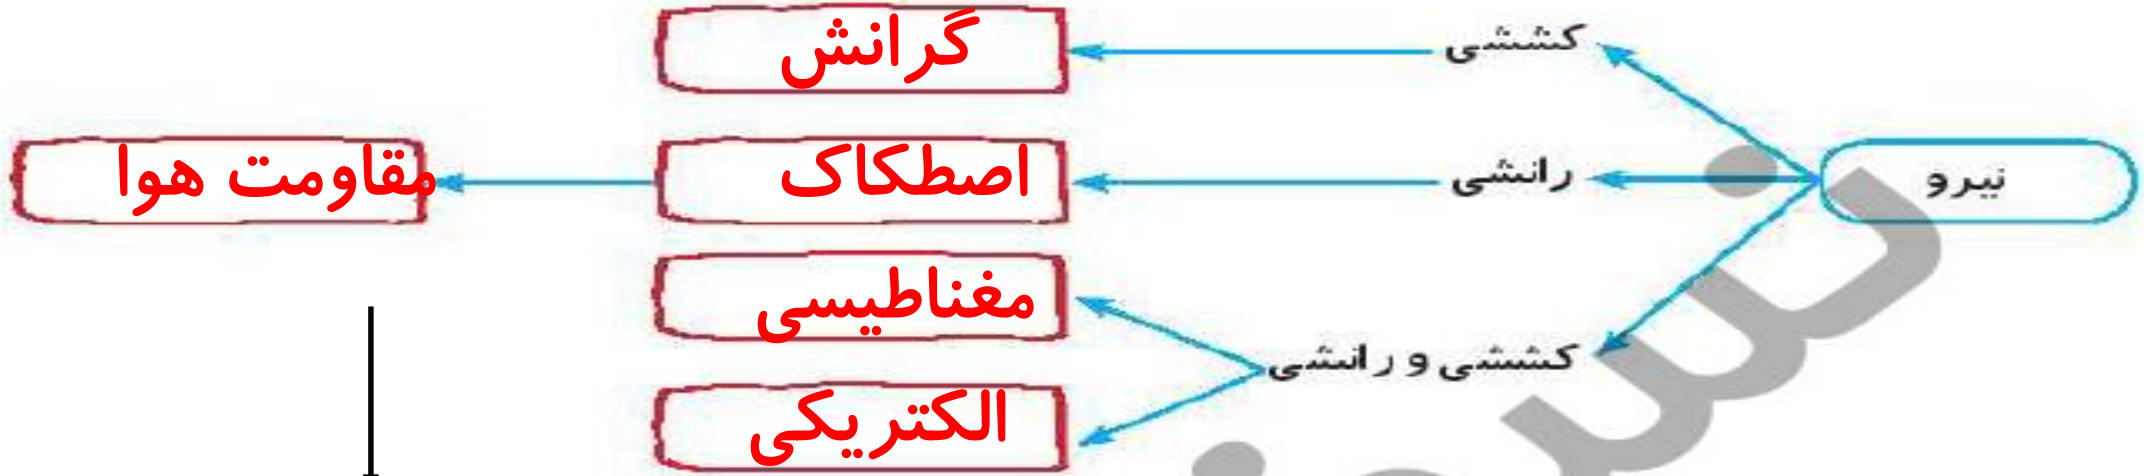 نیرو
کششی
گرانش
رانشی
اصطکاک
مقاومت هوا
کششی و رانشی
مغناطیسی
الکتریکی